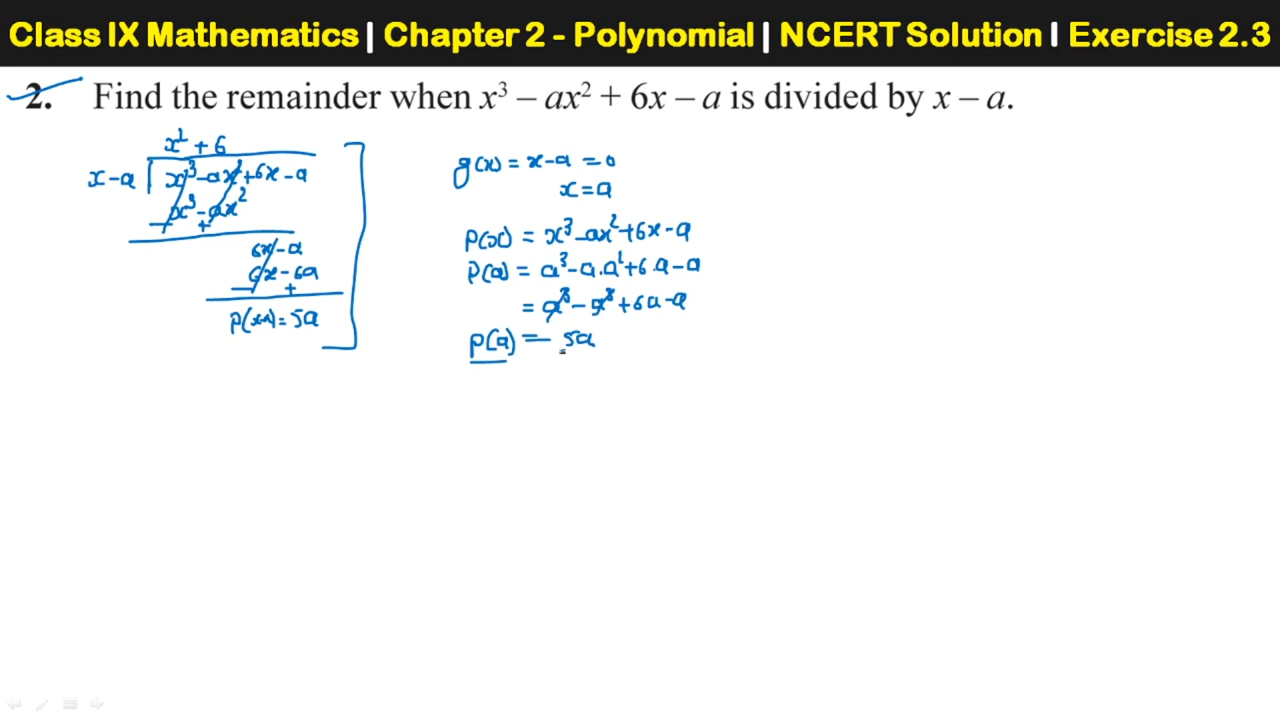 Class IX Mathematics | Chapter 2 - Polynomial | NCERT Solution | Exercise 2.3
2. Find the remainder when x³ – ax² + 6x – a is divided by x – a.
x² + 6
x-a x³-ax²+6x-a
x³-ax²
- +
6x-a
6x-6a
- +
= 5a
g(x) = x-a = 0
x = a
p(x) = x³-ax²+6x-a
p(a) = a³-a.a²+6.a-a
= a³-a³+6a-a
p(a) = 5a